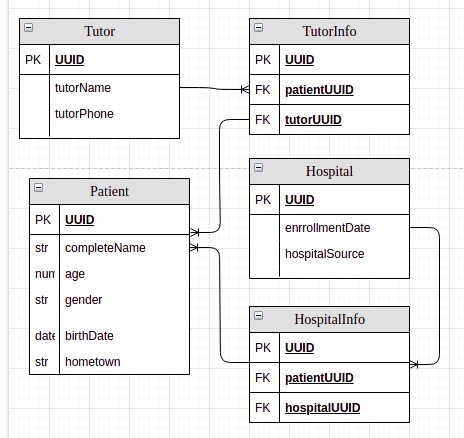 Tutor
PK UUID
tutorName
tutorPhone
TutorInfo
PK UUID
FK patientUUID
FK tutorUUID
Patient
PK UUID
str completeName
num age
str gender
date birthDate
str hometown
Hospital
PK UUID
enrrollmentDate
hospitalSource
HospitalInfo
PK UUID
FK patientUUID
FK hospitalUUID